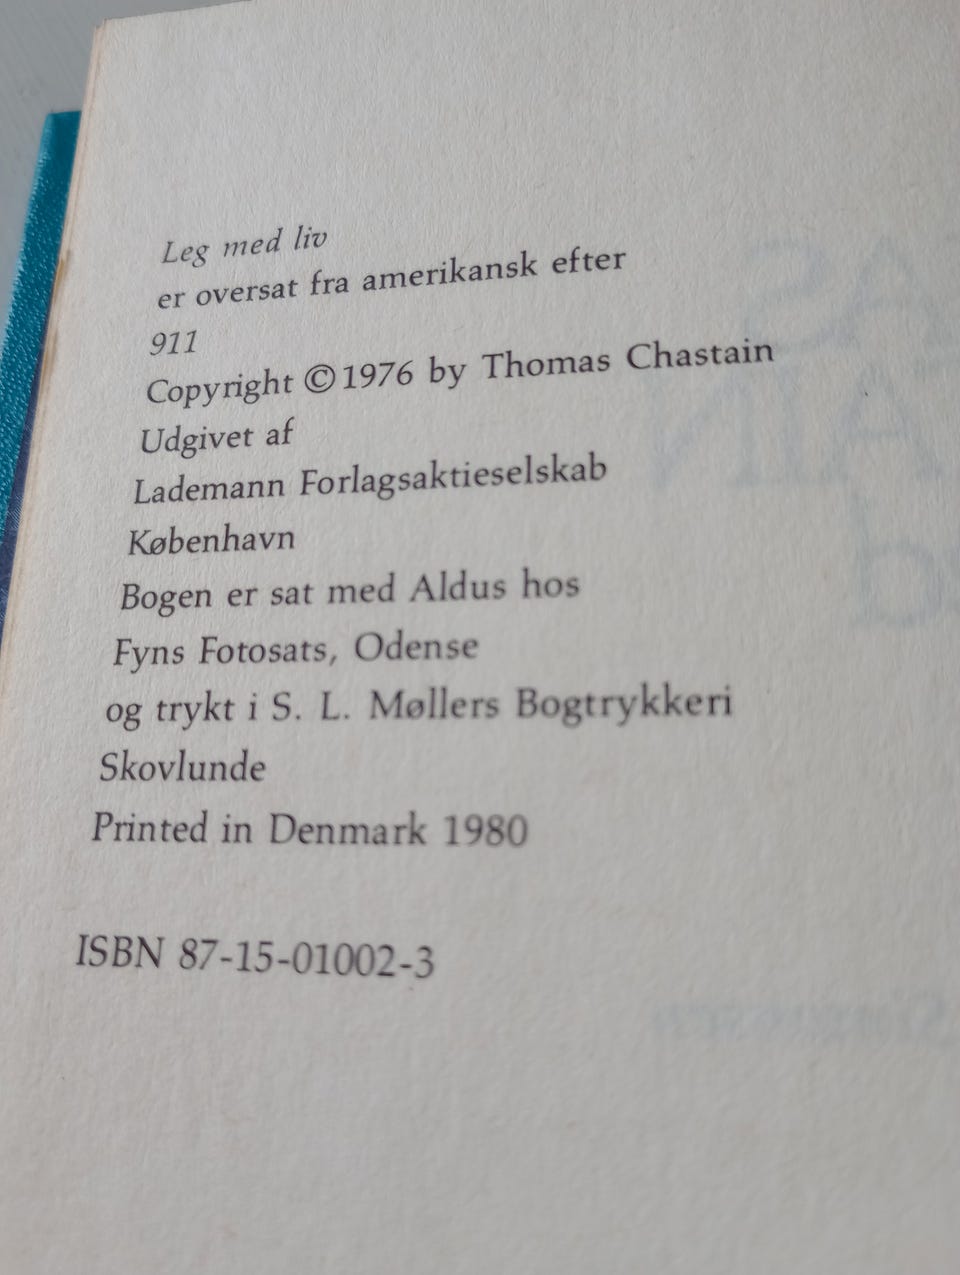 Leg med liv
er oversat fra amerikansk efter
911
Copyright © 1976 by Thomas Chastain
Udgivet af
Lademann Forlagsaktieselskab
København
Bogen er sat med Aldus hos
Fyns Fotosats, Odense
og trykt i S. L. Møllers Bogtrykkeri
Skovlunde
Printed in Denmark 1980
ISBN 87-15-01002-3